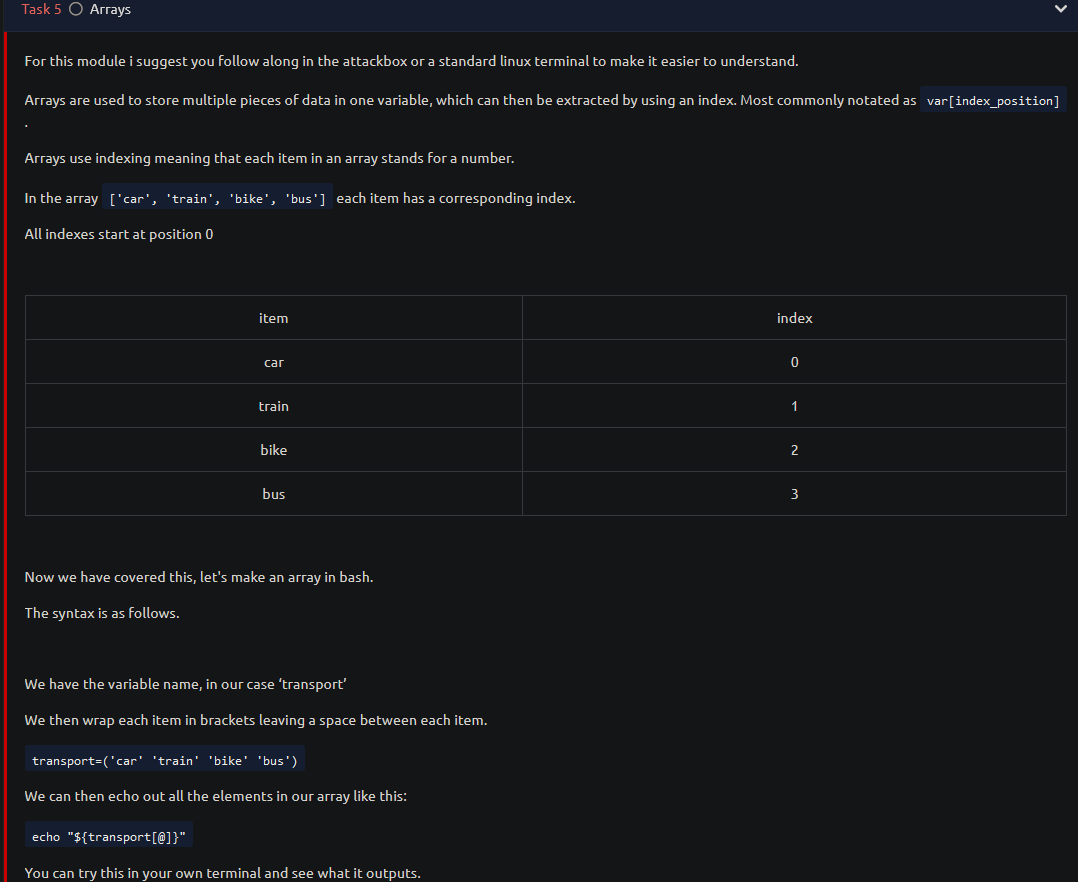 Task 5 Arrays
For this module i suggest you follow along in the attackbox or a standard linux terminal to make it easier to understand.
Arrays are used to store multiple pieces of data in one variable, which can then be extracted by using an index. Most commonly notated as var[index_position]
.
Arrays use indexing meaning that each item in an array stands for a number.
In the array ['car', 'train', 'bike', 'bus'] each item has a corresponding index.
All indexes start at position 0
item index
car 0
train 1
bike 2
bus 3
Now we have covered this, let's make an array in bash.
The syntax is as follows.
We have the variable name, in our case ‘transport’
We then wrap each item in brackets leaving a space between each item.
transport=('car' 'train' 'bike' 'bus')
We can then echo out all the elements in our array like this:
echo "${transport[@]}"
You can try this in your own terminal and see what it outputs.